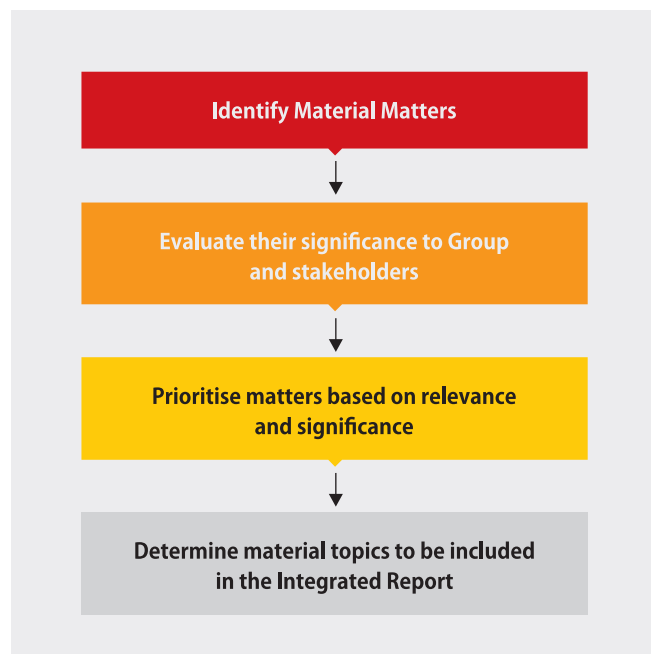 Identify Material Matters
Evaluate their significance to Group
and stakeholders
Prioritise matters based on relevance
and significance
Determine material topics to be included
in the Integrated Report